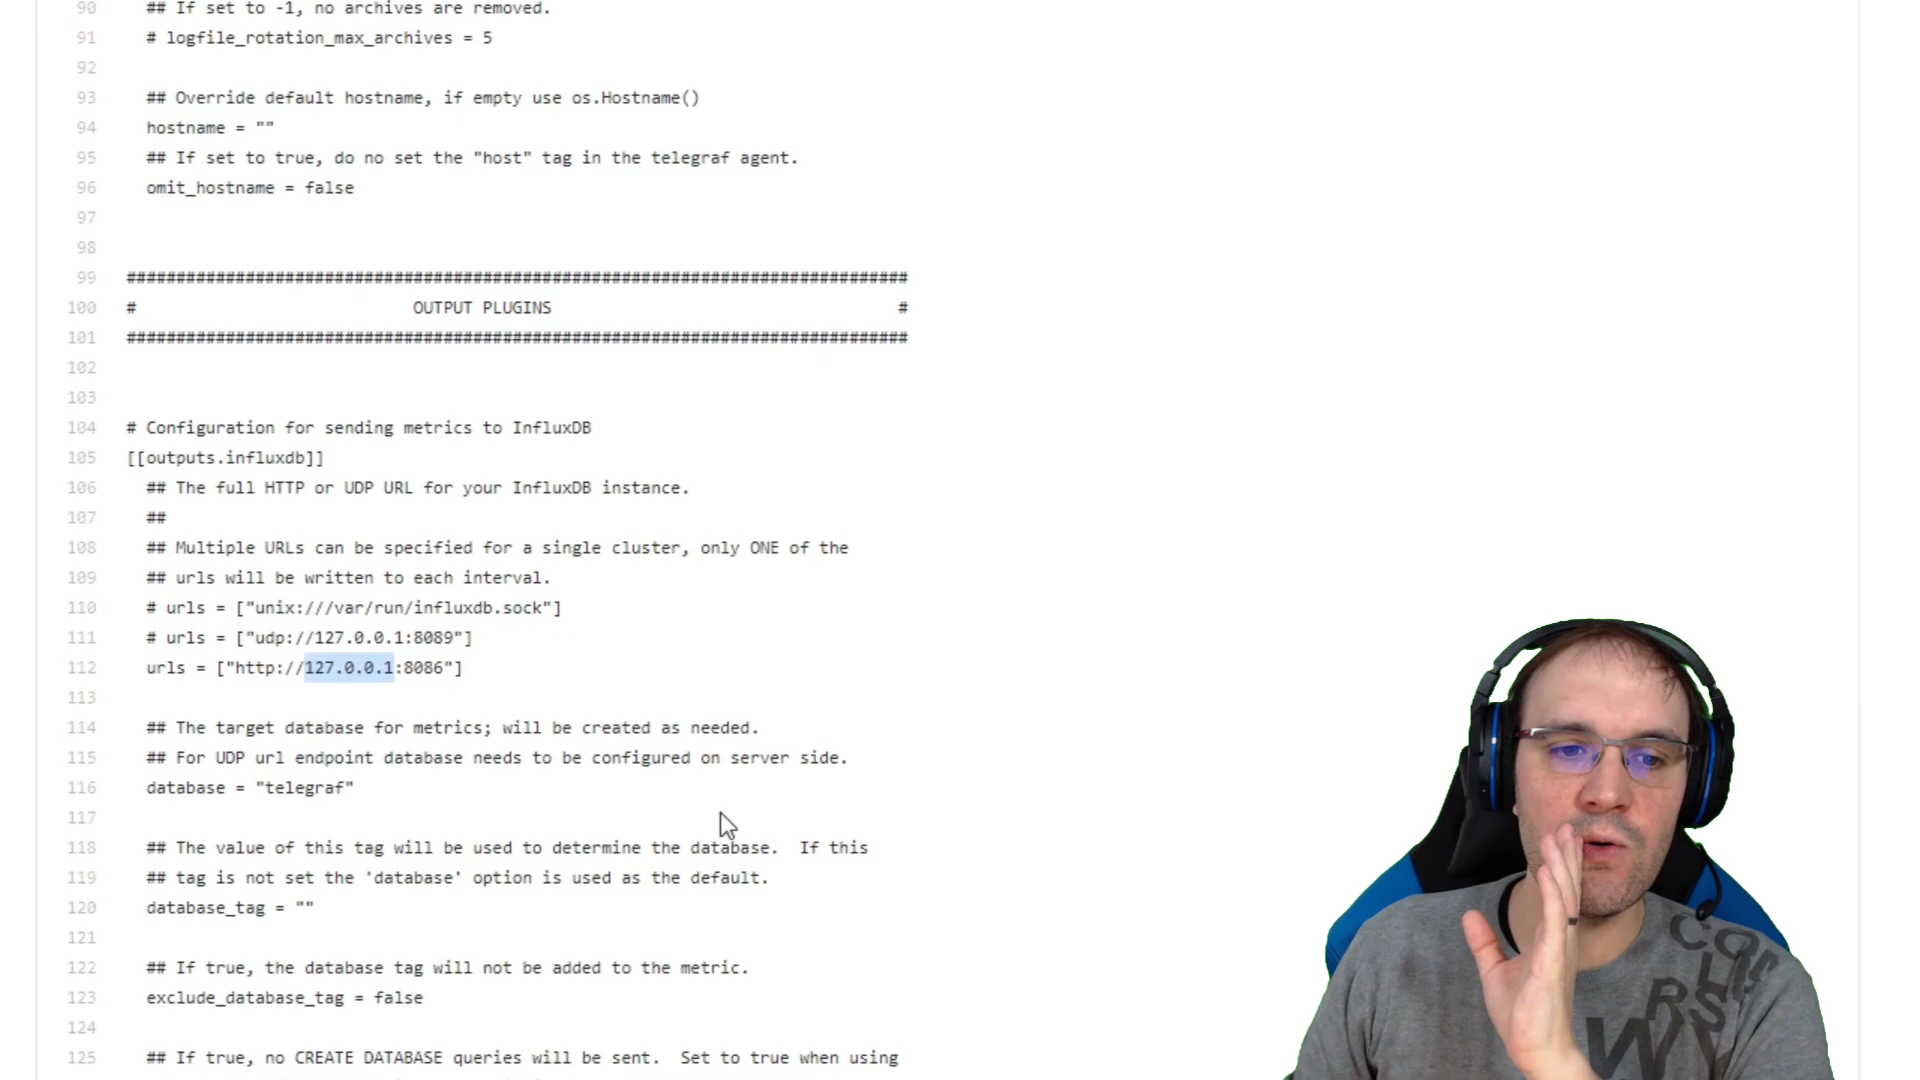 90 ## If set to -1, no archives are removed.
91 # logfile_rotation_max_archives = 5
92
93 ## Override default hostname, if empty use os.Hostname()
94 hostname = ""
95 ## If set to true, do no set the "host" tag in the telegraf agent.
96 omit_hostname = false
97
98
99 ###############################################################################
100 # OUTPUT PLUGINS #
101 ###############################################################################
102
103
104 # Configuration for sending metrics to InfluxDB
105 [[outputs.influxdb]]
106 ## The full HTTP or UDP URL for your InfluxDB instance.
107 ##
108 ## Multiple URLs can be specified for a single cluster, only ONE of the
109 ## urls will be written to each interval.
110 # urls = ["unix:///var/run/influxdb.sock"]
111 # urls = ["udp://127.0.0.1:8089"]
112 urls = ["http://127.0.0.1:8086"]
113
114 ## The target database for metrics; will be created as needed.
115 ## For UDP url endpoint database needs to be configured on server side.
116 database = "telegraf"
117
118 ## The value of this tag will be used to determine the database.  If this
119 ## tag is not set the 'database' option is used as the default.
120 database_tag = ""
121
122 ## If true, the database tag will not be added to the metric.
123 exclude_database_tag = false
124
125 ## If true, no CREATE DATABASE queries will be sent.  Set to true when using